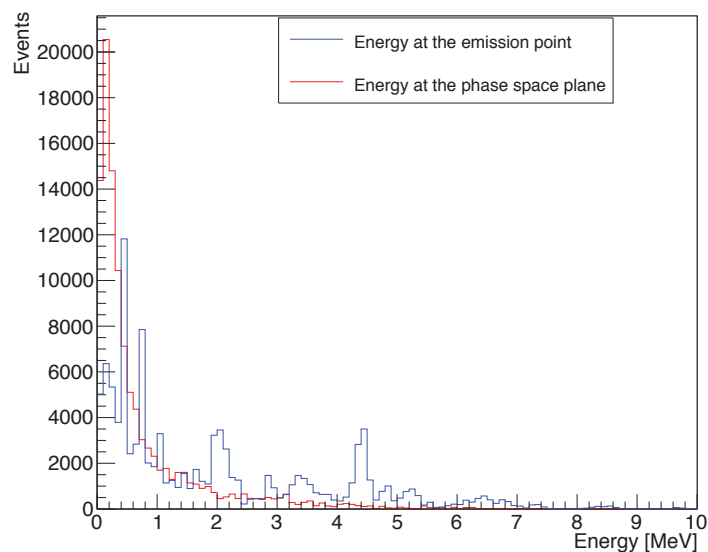 Events
20000
18000
16000
14000
12000
10000
8000
6000
4000
2000
0
Energy at the emission point
Energy at the phase space plane
0 1 2 3 4 5 6 7 8 9 10
Energy [MeV]